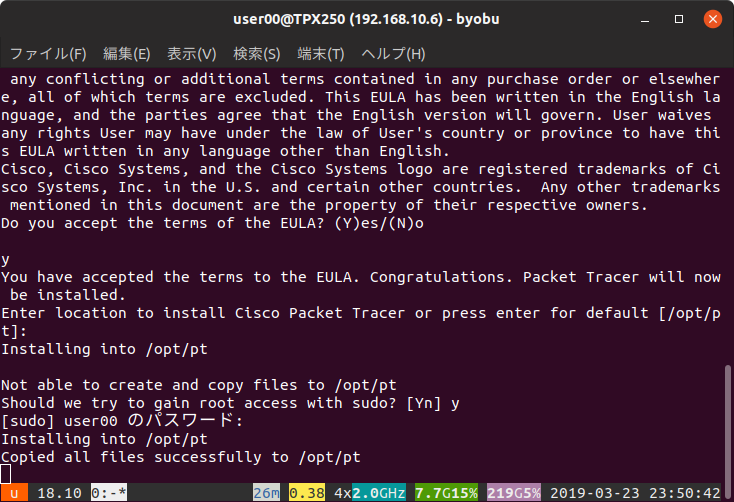 user00@TPX250 (192.168.10.6) - byobu
ファイル(F) 編集(E) 表示(V) 検索(S) 端末(T) ヘルプ(H)
any conflicting or additional terms contained in any purchase order or elsewher
e, all of which terms are excluded. This EULA has been written in the English la
nguage, and the parties agree that the English version will govern. User waives
any rights User may have under the law of User's country or province to have thi
s EULA written in any language other than English.
Cisco, Cisco Systems, and the Cisco Systems logo are registered trademarks of Ci
sco Systems, Inc. in the U.S. and certain other countries.  Any other trademarks
 mentioned in this document are the property of their respective owners.
Do you accept the terms of the EULA? (Y)es/(N)o
y
You have accepted the terms to the EULA. Congratulations. Packet Tracer will now
 be installed.
Enter location to install Cisco Packet Tracer or press enter for default [/opt/p
t]:
Installing into /opt/pt
Not able to create and copy files to /opt/pt
Should we try to gain root access with sudo? [Yn] y
[sudo] user00 のパスワード:
Installing into /opt/pt
Copied all files successfully to /opt/pt
u 18.10 0:-* 26m 0.38 4x2.0GHz 7.7G15% 219G5% 2019-03-23 23:50:42